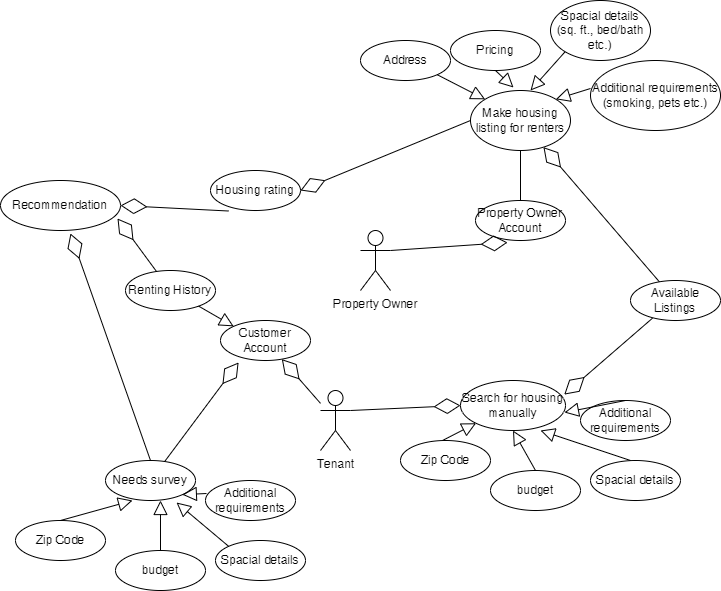 Spacial details
(sq. ft., bed/bath
etc.)
Pricing
Address
Additional requirements
(smoking, pets etc.)
Make housing
listing for renters
Housing rating
Recommendation
Property Owner
Account
Property Owner
Renting History
Available
Listings
Customer
Account
Search for housing
manually
Additional
requirements
Tenant
Zip Code
budget
Spacial details
Needs survey
Additional
requirements
Zip Code
budget
Spacial details